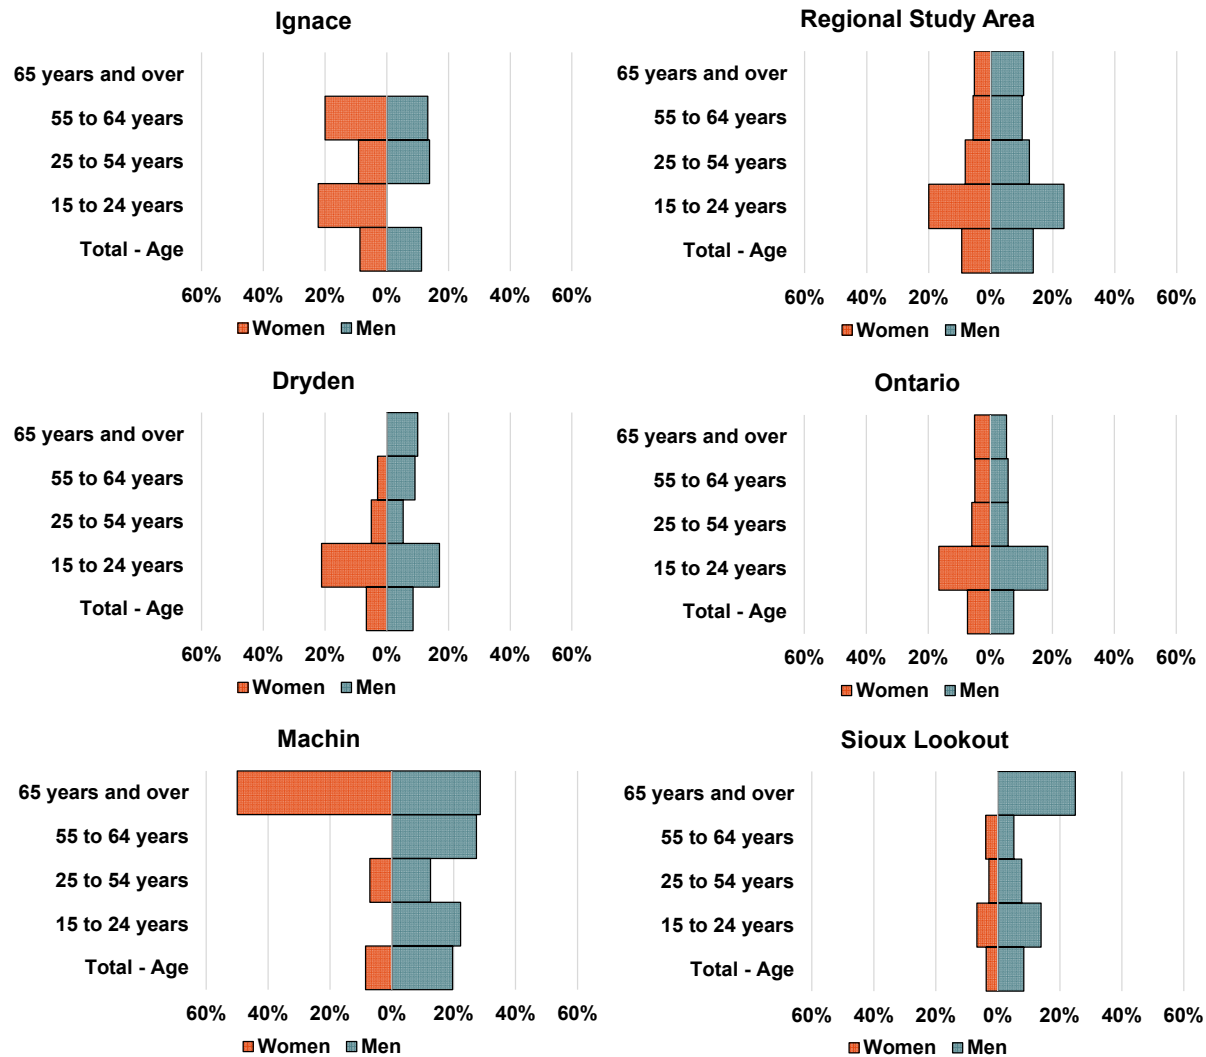 Ignace
65 years and over
55 to 64 years
25 to 54 years
15 to 24 years
Total - Age
60% 40% 20% 0% 20% 40% 60%
Women Men
Regional Study Area
65 years and over
55 to 64 years
25 to 54 years
15 to 24 years
Total - Age
60% 40% 20% 0% 20% 40% 60%
Women Men
Dryden
65 years and over
55 to 64 years
25 to 54 years
15 to 24 years
Total - Age
60% 40% 20% 0% 20% 40% 60%
Women Men
Ontario
65 years and over
55 to 64 years
25 to 54 years
15 to 24 years
Total - Age
60% 40% 20% 0% 20% 40% 60%
Women Men
Machin
65 years and over
55 to 64 years
25 to 54 years
15 to 24 years
Total - Age
60% 40% 20% 0% 20% 40% 60%
Women Men
Sioux Lookout
65 years and over
55 to 64 years
25 to 54 years
15 to 24 years
Total - Age
60% 40% 20% 0% 20% 40% 60%
Women Men